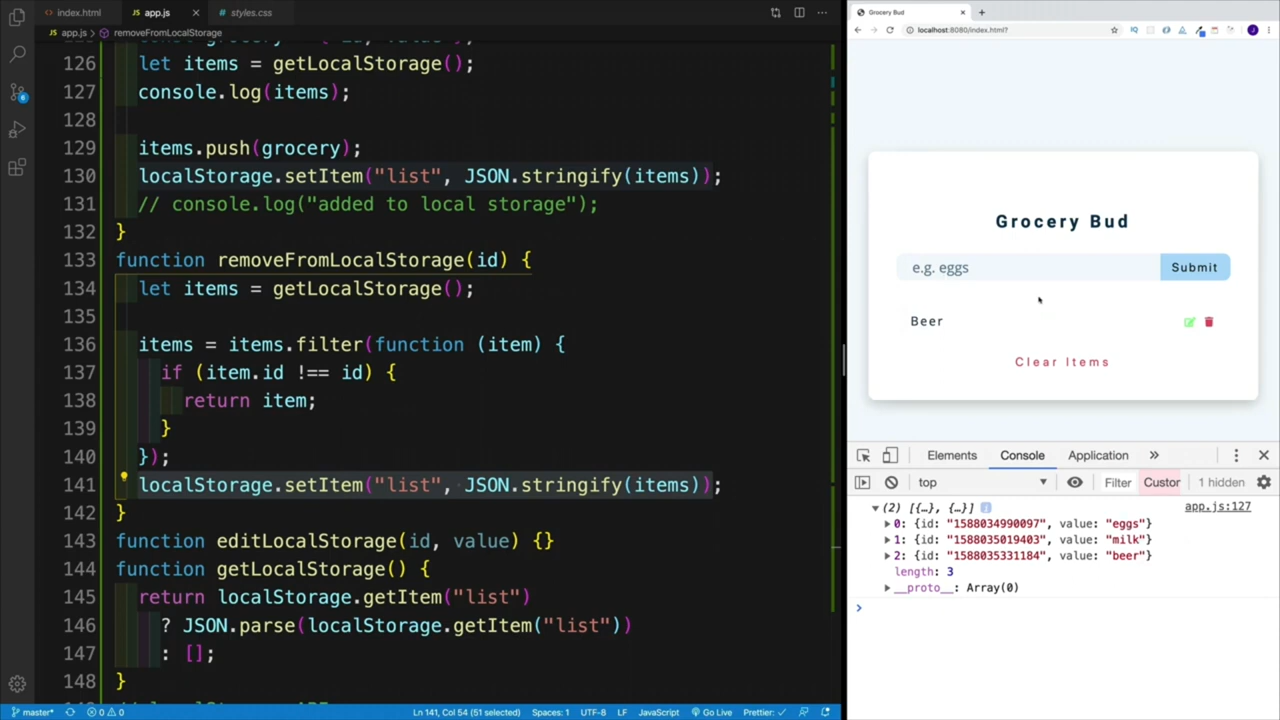 index.html
app.js
styles.css
app.js > removeFromLocalStorage
126 let items = getLocalStorage();
127 console.log(items);
128
129 items.push(grocery);
130 localStorage.setItem("list", JSON.stringify(items));
131 // console.log("added to local storage");
132 }
133 function removeFromLocalStorage(id) {
134 let items = getLocalStorage();
135
136 items = items.filter(function (item) {
137 if (item.id !== id) {
138 return item;
139 }
140 });
141 localStorage.setItem("list", JSON.stringify(items));
142 }
143 function editLocalStorage(id, value) {}
144 function getLocalStorage() {
145 return localStorage.getItem("list")
146 ? JSON.parse(localStorage.getItem("list"))
147 : [];
148 }
6
master*
0 0
Ln 141, Col 54 (51 selected)
Spaces: 1
UTF-8
LF
JavaScript
Go Live
Prettier: ✓
Grocery Bud
localhost:8080/index.html?
J
Grocery Bud
e.g. eggs
Submit
Beer
Clear Items
Elements
Console
Application
»
top
Filter
Custor
1 hidden
(2) [{…}, {…}]
app.js:127
0: {id: "1588034990097", value: "eggs"}
1: {id: "1588035019403", value: "milk"}
2: {id: "1588035331184", value: "beer"}
length: 3
__proto__: Array(0)